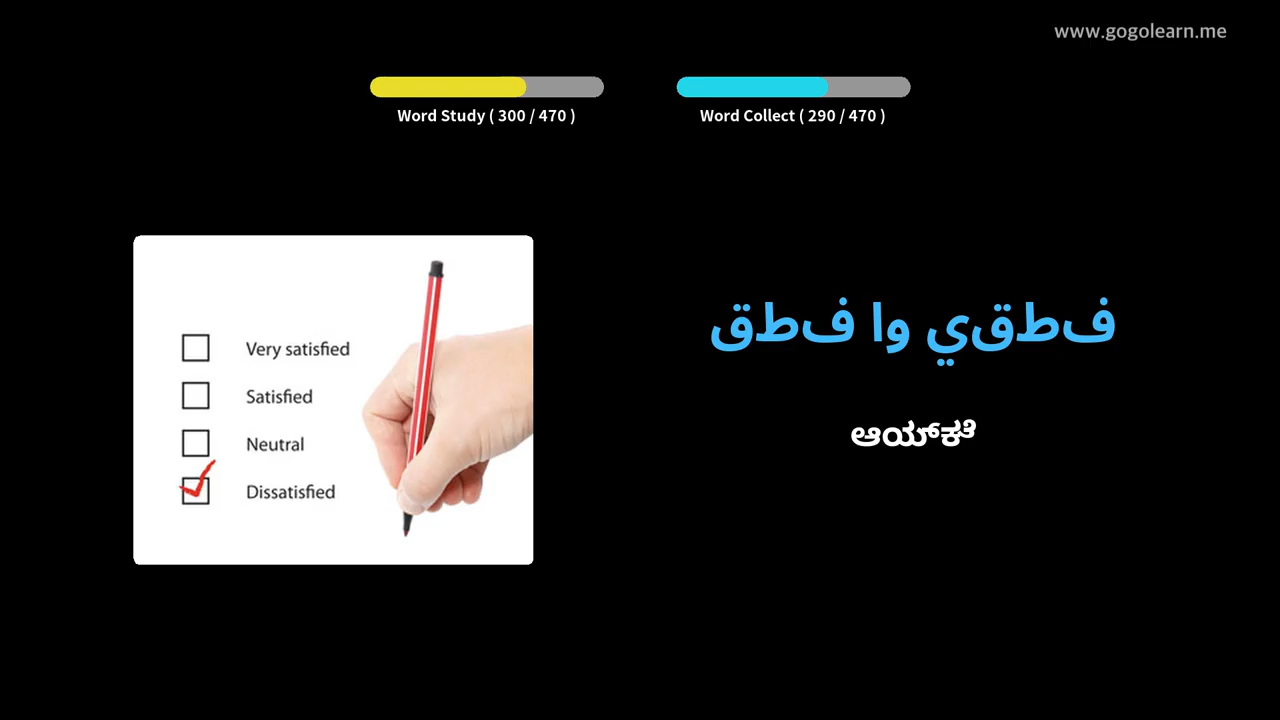 www.gogolearn.me
Word Study ( 300 / 470 )
Word Collect ( 290 / 470 )
Very satisfied
Satisfied
Neutral
Dissatisfied
فطقي وا فطق
ಆಯ್ಕೆ